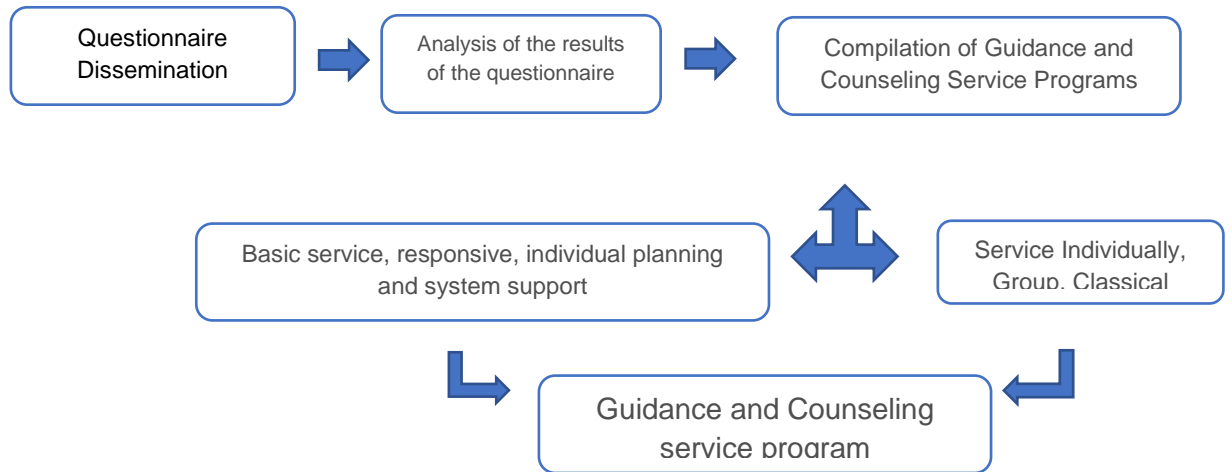 Questionnaire
Dissemination
Analysis of the results
of the questionnaire
Compilation of Guidance and
Counseling Service Programs
Basic service, responsive, individual planning
and system support
Service Individually,
Group, Classical
Guidance and Counseling
service program